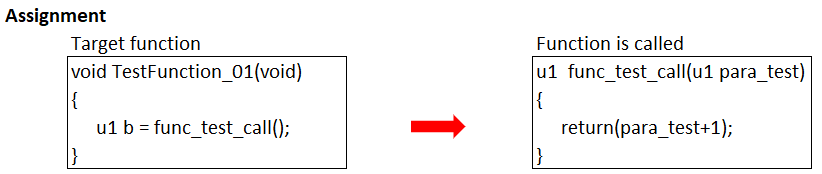 Assignment
Target function
void TestFunction_01(void)
{
u1 b = func_test_call();
}
Function is called
u1  func_test_call(u1 para_test)
{
return(para_test+1);
}